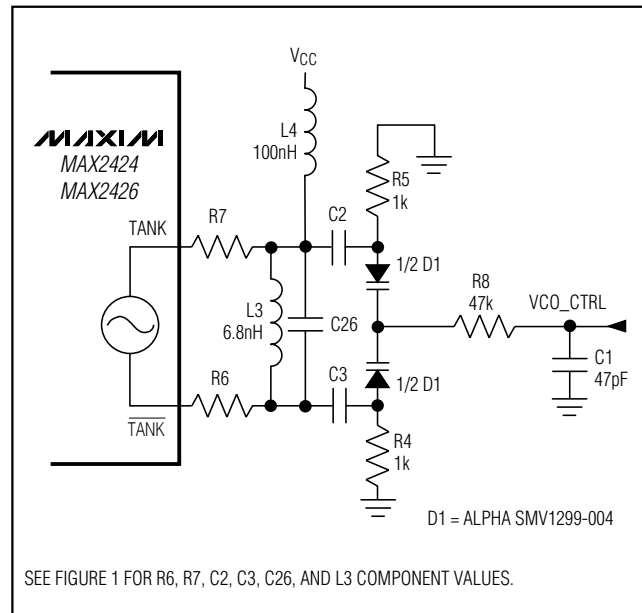 VCC
L4
100nH
MAXIM
MAX2424
MAX2426
R5
1k
TANK
R7
C2
1/2 D1
R8
47k
VCO_CTRL
L3
6.8nH
C26
C1
47pF
R6
C3
1/2 D1
TANK
R4
1k
D1 = ALPHA SMV1299-004
SEE FIGURE 1 FOR R6, R7, C2, C3, C26, AND L3 COMPONENT VALUES.